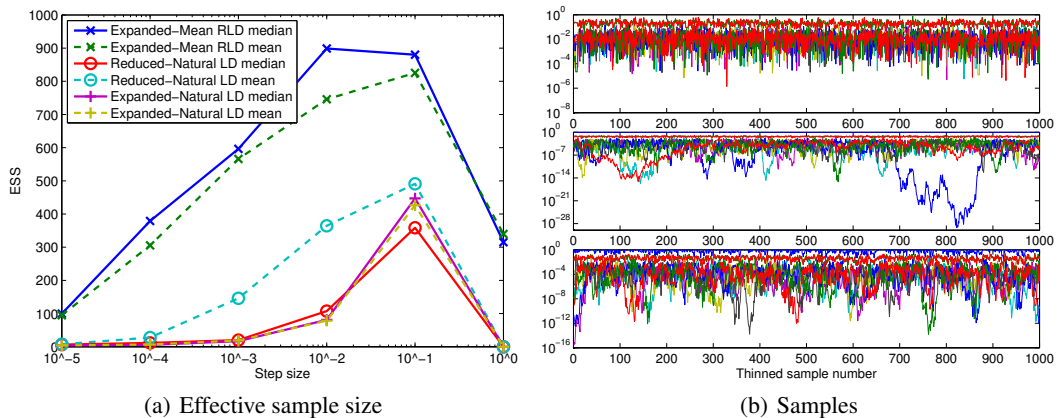 1000
900
800
700
600
500
400
300
200
100
0
ESS
Expanded−Mean RLD median
Expanded−Mean RLD mean
Reduced−Natural LD median
Reduced−Natural LD mean
Expanded−Natural LD median
Expanded−Natural LD mean
10^−5 10^−4 10^−3 10^−2 10^−1 10^0
Step size
(a) Effective sample size
10^0
10^−2
10^−4
10^−6
10^−8
0 100 200 300 400 500 600 700 800 900 1000
10^0
10^−7
10^−14
10^−21
10^−28
0 100 200 300 400 500 600 700 800 900 1000
10^0
10^−4
10^−8
10^−12
10^−16
0 100 200 300 400 500 600 700 800 900 1000
Thinned sample number
(b) Samples